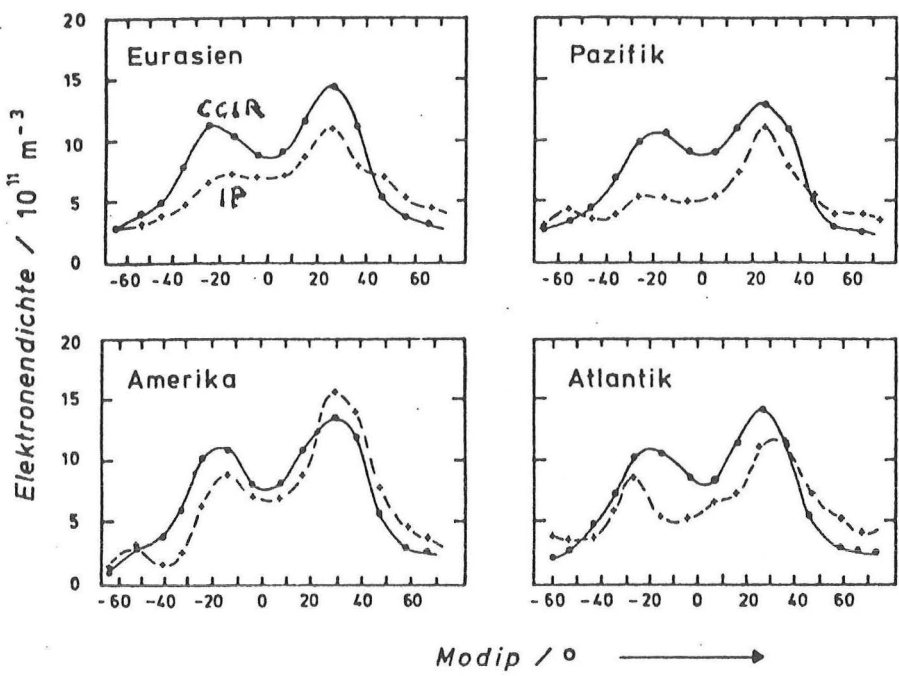 Elektronendichte / 10¹¹ m⁻³
20
15
10
5
0
Eurasien
CCIR
IP
-60 -40 -20 0 20 40 60
Pazifik
-60 -40 -20 0 20 40 60
20
15
10
5
0
Amerika
-60 -40 -20 0 20 40 60
Atlantik
-60 -40 -20 0 20 40 60
Modip / °